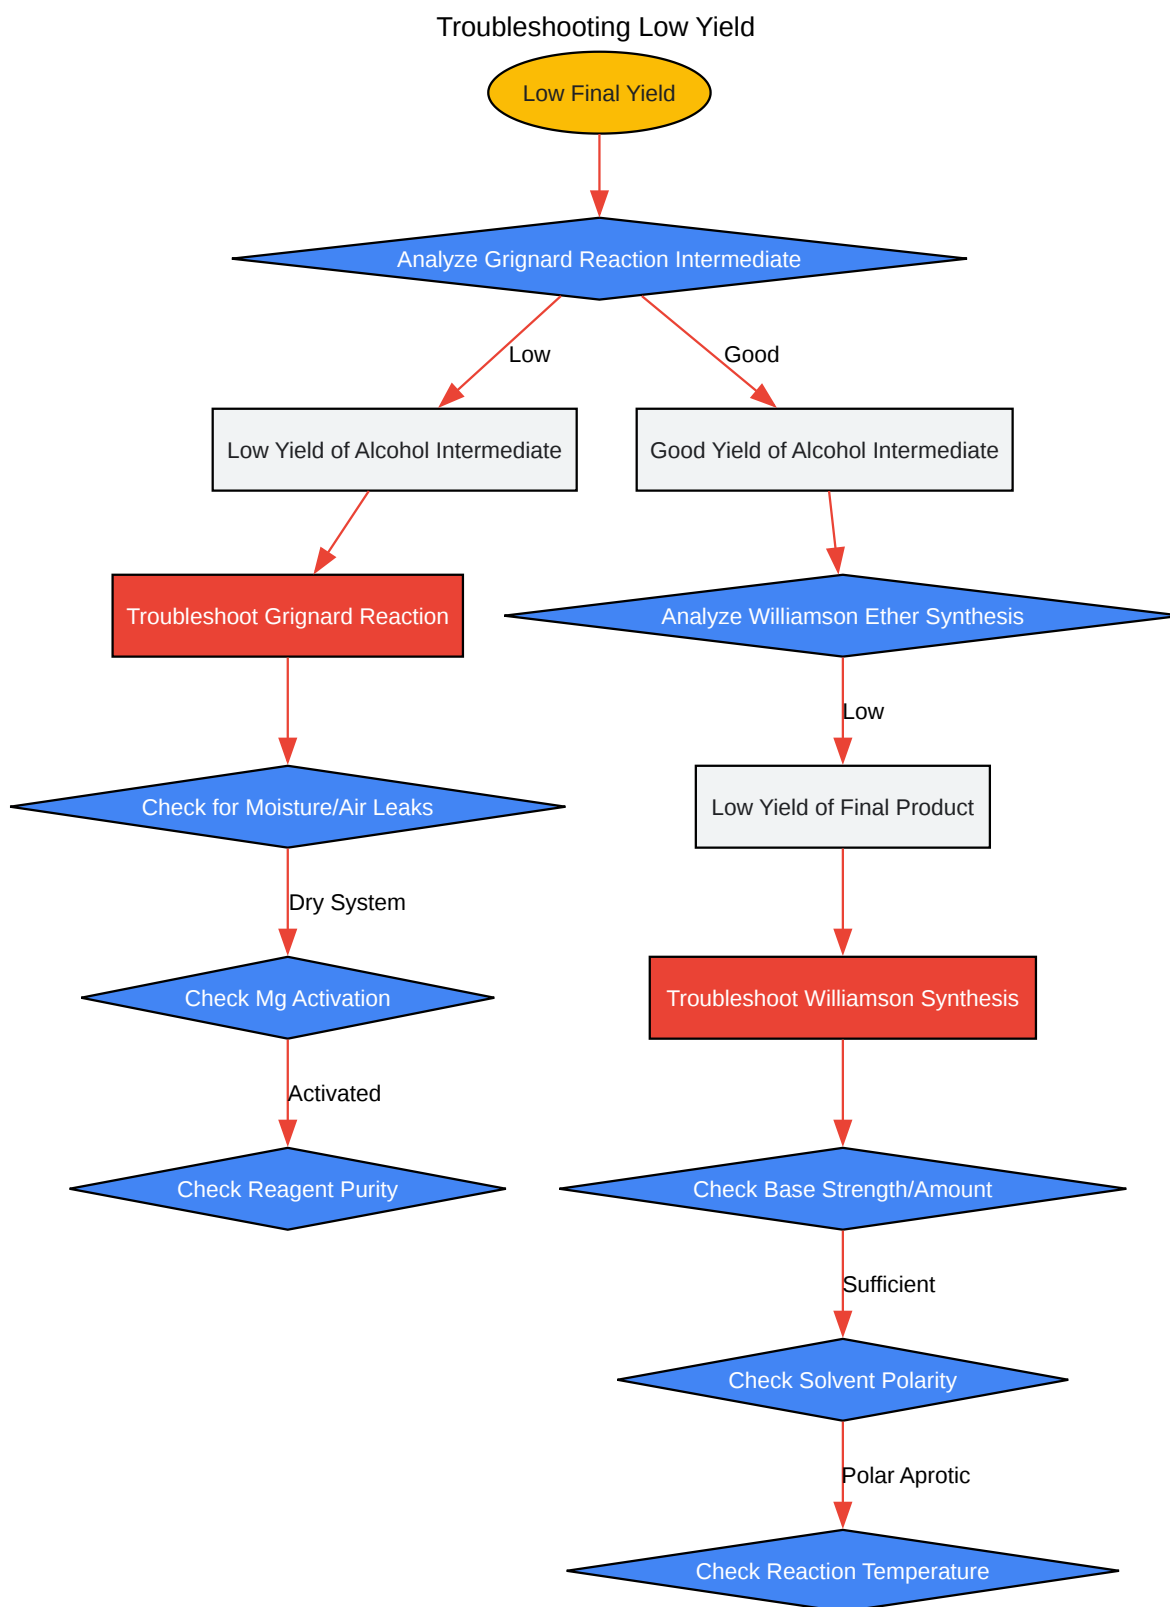 Troubleshooting Low Yield
Low Final Yield
Analyze Grignard Reaction Intermediate
Low
Good
Low Yield of Alcohol Intermediate
Good Yield of Alcohol Intermediate
Troubleshoot Grignard Reaction
Analyze Williamson Ether Synthesis
Low
Check for Moisture/Air Leaks
Low Yield of Final Product
Dry System
Check Mg Activation
Troubleshoot Williamson Synthesis
Activated
Check Reagent Purity
Check Base Strength/Amount
Sufficient
Check Solvent Polarity
Polar Aprotic
Check Reaction Temperature